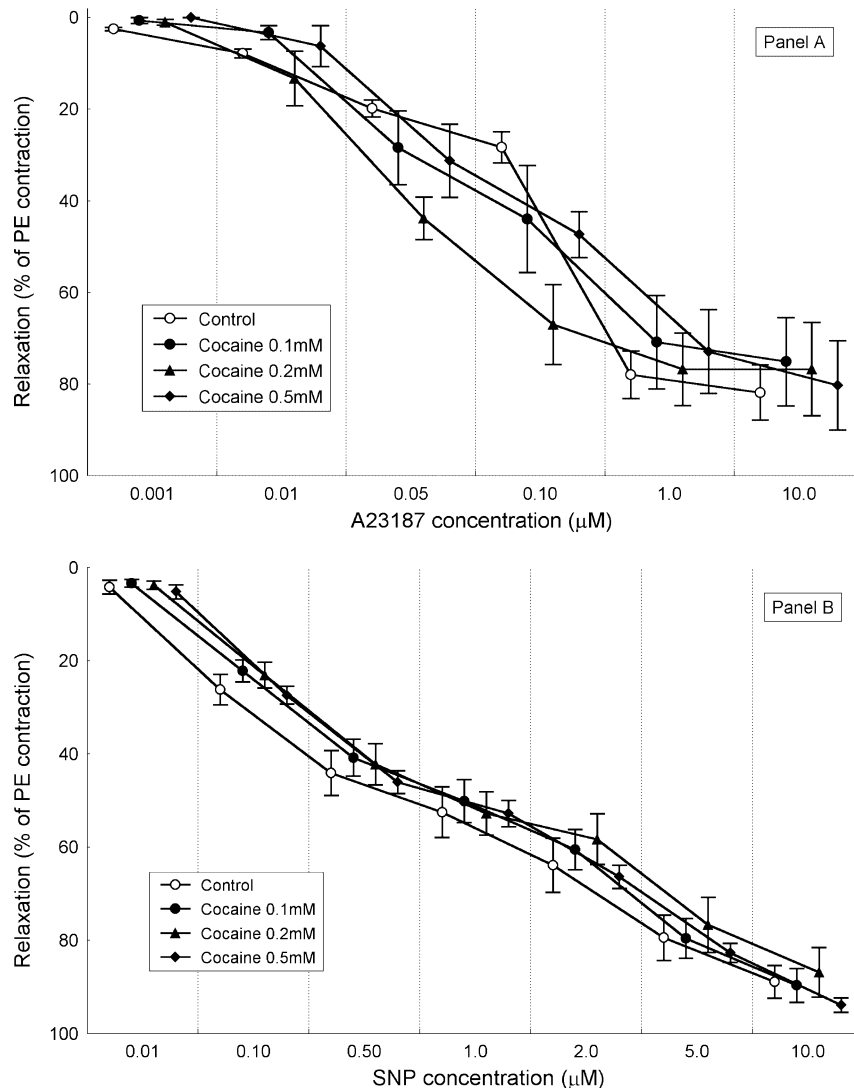 Panel A
0
20
40
60
80
100
Relaxation (% of PE contraction)
Control
Cocaine 0.1mM
Cocaine 0.2mM
Cocaine 0.5mM
0.001 0.01 0.05 0.10 1.0 10.0
A23187 concentration (μM)
Panel B
0
20
40
60
80
100
Relaxation (% of PE contraction)
Control
Cocaine 0.1mM
Cocaine 0.2mM
Cocaine 0.5mM
0.01 0.10 0.50 1.0 2.0 5.0 10.0
SNP concentration (μM)